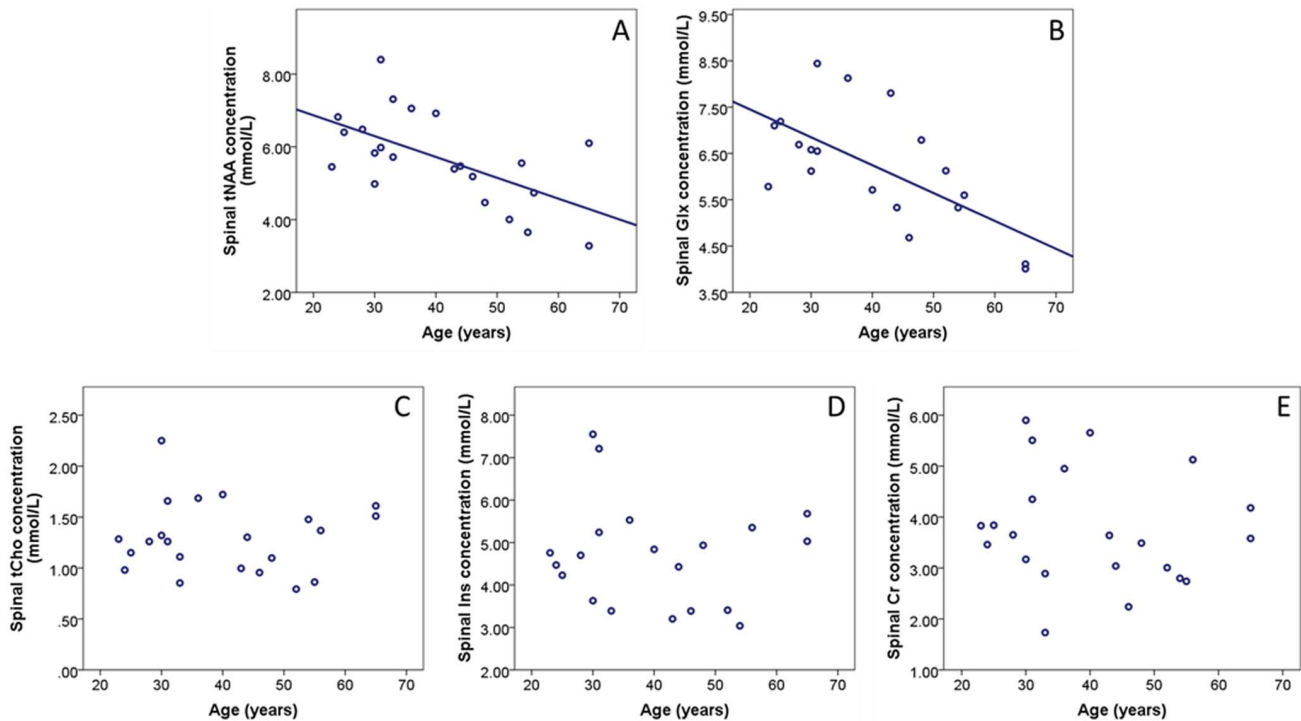 A
Spinal tNAA concentration
(mmol/L)
8.00
6.00
4.00
2.00
20 30 40 50 60 70
Age (years)
B
Spinal Glx concentration (mmol/L)
9.50
8.50
7.50
6.50
5.50
4.50
3.50
20 30 40 50 60 70
Age (years)
C
Spinal tCho concentration
(mmol/L)
2.50
2.00
1.50
1.00
.50
.00
20 30 40 50 60 70
Age (years)
D
Spinal Ins concentration (mmol/L)
8.00
7.00
6.00
5.00
4.00
3.00
2.00
20 30 40 50 60 70
Age (years)
E
Spinal Cr concentration (mmol/L)
6.00
5.00
4.00
3.00
2.00
1.00
20 30 40 50 60 70
Age (years)